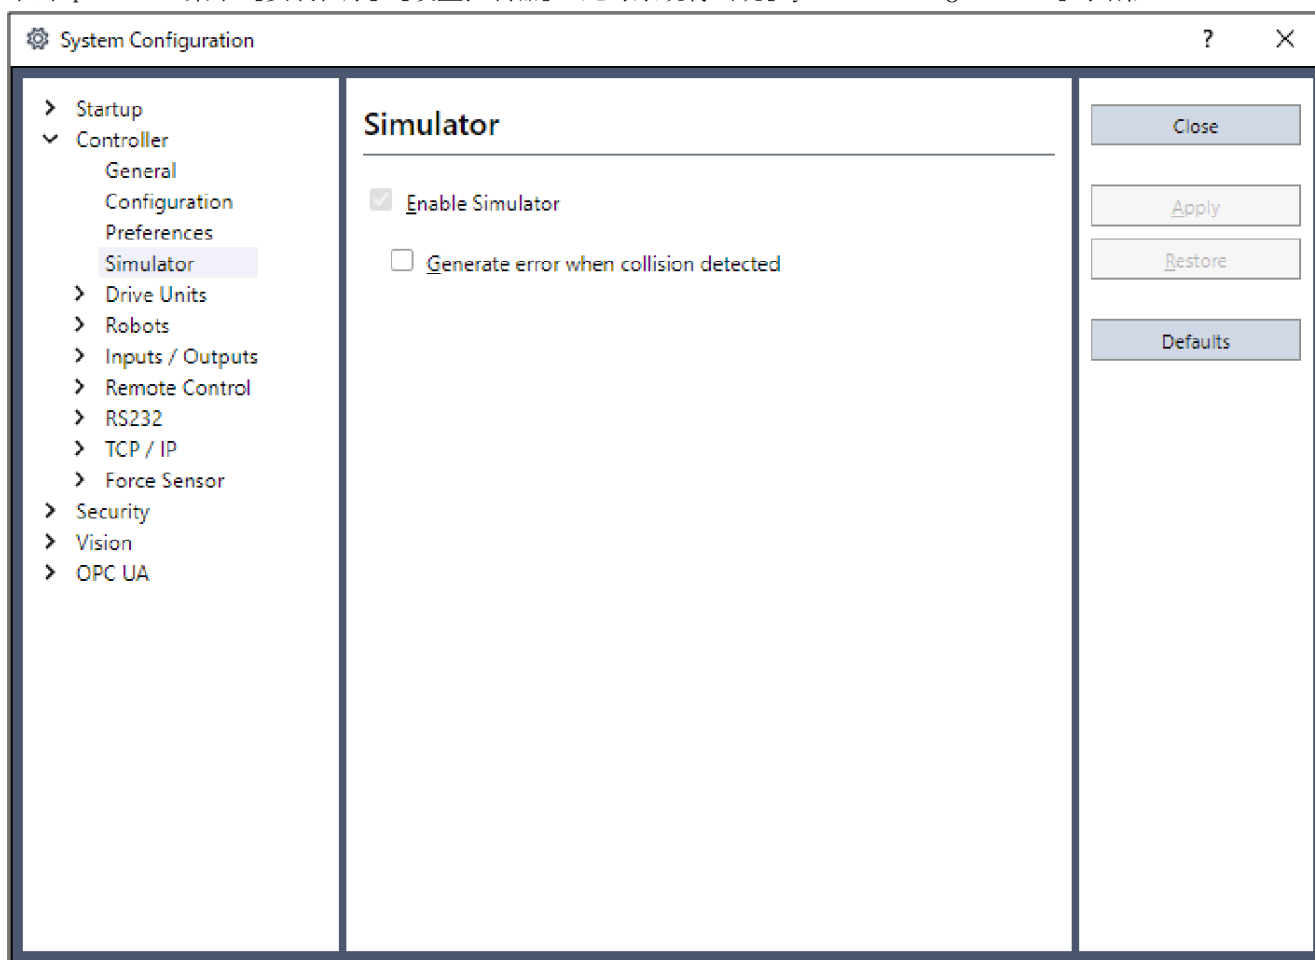 System Configuration
?
Startup
Controller
General
Configuration
Preferences
Simulator
Drive Units
Robots
Inputs / Outputs
Remote Control
RS232
TCP / IP
Force Sensor
Security
Vision
OPC UA
Simulator
Enable Simulator
Generate error when collision detected
Close
Apply
Restore
Defaults